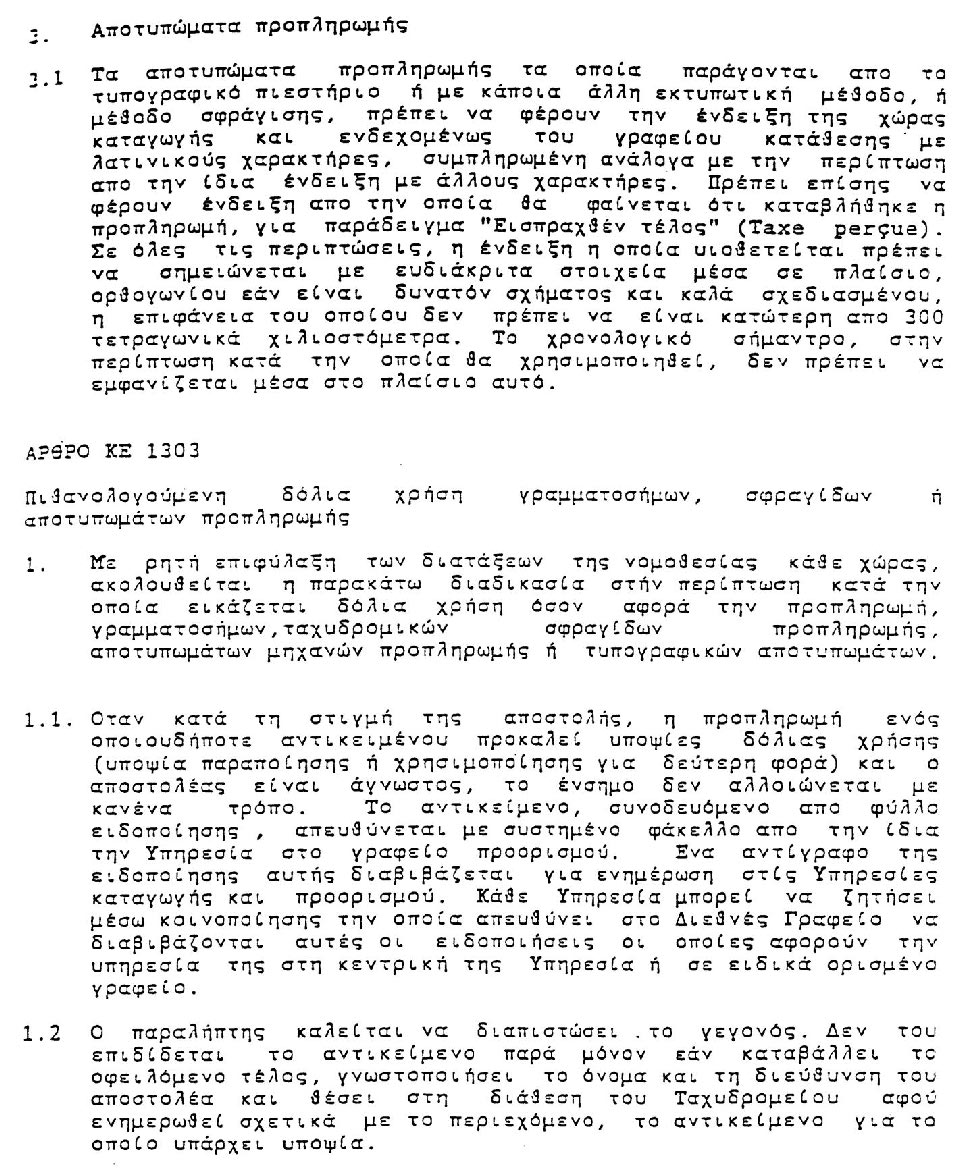 3. Αποτυπώματα προπληρωμής
3.1 Τα αποτυπώματα προπληρωμής τα οποία παράγονται απο το
τυπογραφικό πιεστήριο ή με κάποια άλλη εκτυπωτική μέθοδο, ή
μέθοδο σφράγισης, πρέπει να φέρουν την ένδειξη της χώρας
καταγωγής και ενδεχομένως του γραφείου κατάθεσης με
λατινικούς χαρακτήρες, συμπληρωμένη ανάλογα με την περίπτωση
απο την ίδια ένδειξη με άλλους χαρακτήρες. Πρέπει επίσης να
φέρουν ένδειξη απο την οποία θα φαίνεται ότι καταβλήθηκε η
προπληρωμή, για παράδειγμα "Εισπραχθέν τέλος" (Taxe perçue).
Σε όλες τις περιπτώσεις, η ένδειξη η οποία υιοθετείται πρέπει
να σημειώνεται με ευδιάκριτα στοιχεία μέσα σε πλαίσιο,
ορθογωνίου εάν είναι δυνατόν σχήματος και καλά σχεδιασμένου,
η επιφάνεια του οποίου δεν πρέπει να είναι κατώτερη απο 300
τετραγωνικά χιλιοστόμετρα. Το χρονολογικό σήμαντρο, στην
περίπτωση κατά την οποία θα χρησιμοποιηθεί, δεν πρέπει να
εμφανίζεται μέσα στο πλαίσιο αυτό.
ΑΡΘΡΟ ΚΕ 1303
Πιθανολογούμενη δόλια χρήση γραμματοσήμων, σφραγίδων ή
αποτυπωμάτων προπληρωμής
1. Με ρητή επιφύλαξη των διατάξεων της νομοθεσίας κάθε χώρας,
ακολουθείται η παρακάτω διαδικασία στήν περίπτωση κατά την
οποία εικάζεται δόλια χρήση όσον αφορά την προπληρωμή,
γραμματοσήμων,ταχυδρομικών σφραγίδων προπληρωμής,
αποτυπωμάτων μηχανών προπληρωμής ή τυπογραφικών αποτυπωμάτων.
1.1. Οταν κατά τη στιγμή της αποστολής, η προπληρωμή ενός
οποιουδήποτε αντικειμένου προκαλεί υποψίες δόλιας χρήσης
(υποψία παραποίησης ή χρησιμοποίησης για δεύτερη φορά) και ο
αποστολέας είναι άγνωστος, το ένσημο δεν αλλοιώνεται με
κανένα τρόπο. Το αντικείμενο, συνοδευόμενο απο φύλλο
ειδοποίησης , απευθύνεται με συστημένο φάκελλο απο την ίδια
την Υπηρεσία στο γραφείο προορισμού. Ενα αντίγραφο της
ειδοποίησης αυτής διαβιβάζεται για ενημέρωση στίς Υπηρεσίες
καταγωγής και προορισμού. Κάθε Υπηρεσία μπορεί να ζητήσει
μέσω κοινοποίησης την οποία απευθύνει στο Διεθνές Γραφείο να
διαβιβάζονται αυτές οι ειδοποιήσεις οι οποίες αφορούν την
υπηρεσία της στη κεντρική της Υπηρεσία ή σε ειδικά ορισμένο
γραφείο.
1.2 Ο παραλήπτης καλείται να διαπιστώσει .το γεγονός. Δεν του
επιδίδεται το αντικείμενο παρά μόνον εάν καταβάλλει το
οφειλόμενο τέλος, γνωστοποιήσει το όνομα και τη διεύθυνση του
αποστολέα και θέσει στη διάθεση του Ταχυδρομείου αφού
ενημερωθεί σχετικά με το περιεχόμενο, το αντικείμενο για το
οποίο υπάρχει υποψία.